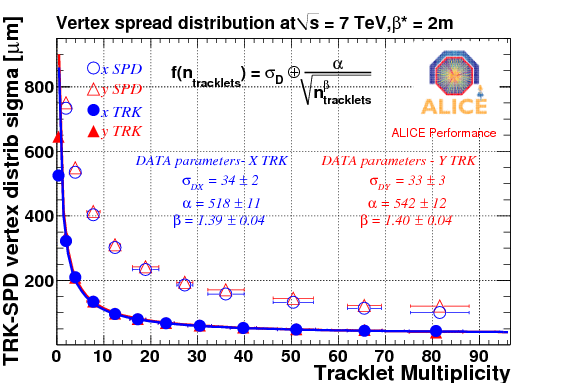 Vertex spread distribution at √s = 7 TeV,β* = 2m
TRK-SPD vertex distrib sigma [μm]
800
600
400
200
x SPD
y SPD
x TRK
y TRK
f(n_tracklets) = σ_D ⊕ α / √(n^β_tracklets)
ALICE
ALICE Performance
DATA parameters - X TRK
σ_DX = 34 ± 2
α = 518 ± 11
β = 1.39 ± 0.04
DATA parameters - Y TRK
σ_DY = 33 ± 3
α = 542 ± 12
β = 1.40 ± 0.04
0 10 20 30 40 50 60 70 80 90
Tracklet Multiplicity